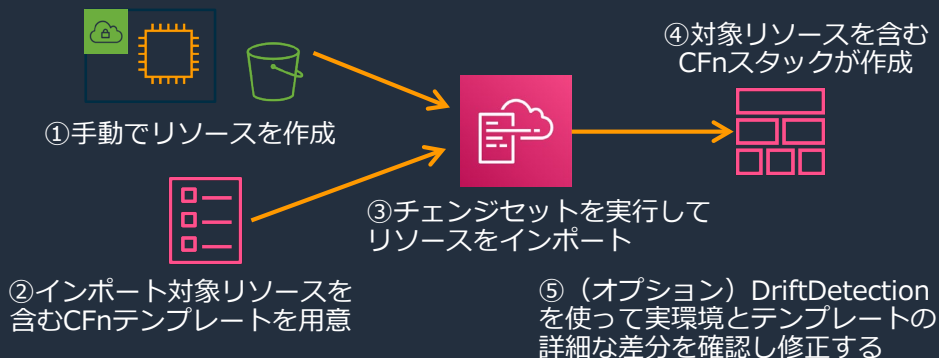 ①手動でリソースを作成
②インポート対象リソースを
含むCFnテンプレートを用意
③チェンジセットを実行して
リソースをインポート
④対象リソースを含む
CFnスタックが作成
⑤（オプション）DriftDetection
を使って実環境とテンプレートの
詳細な差分を確認し修正する